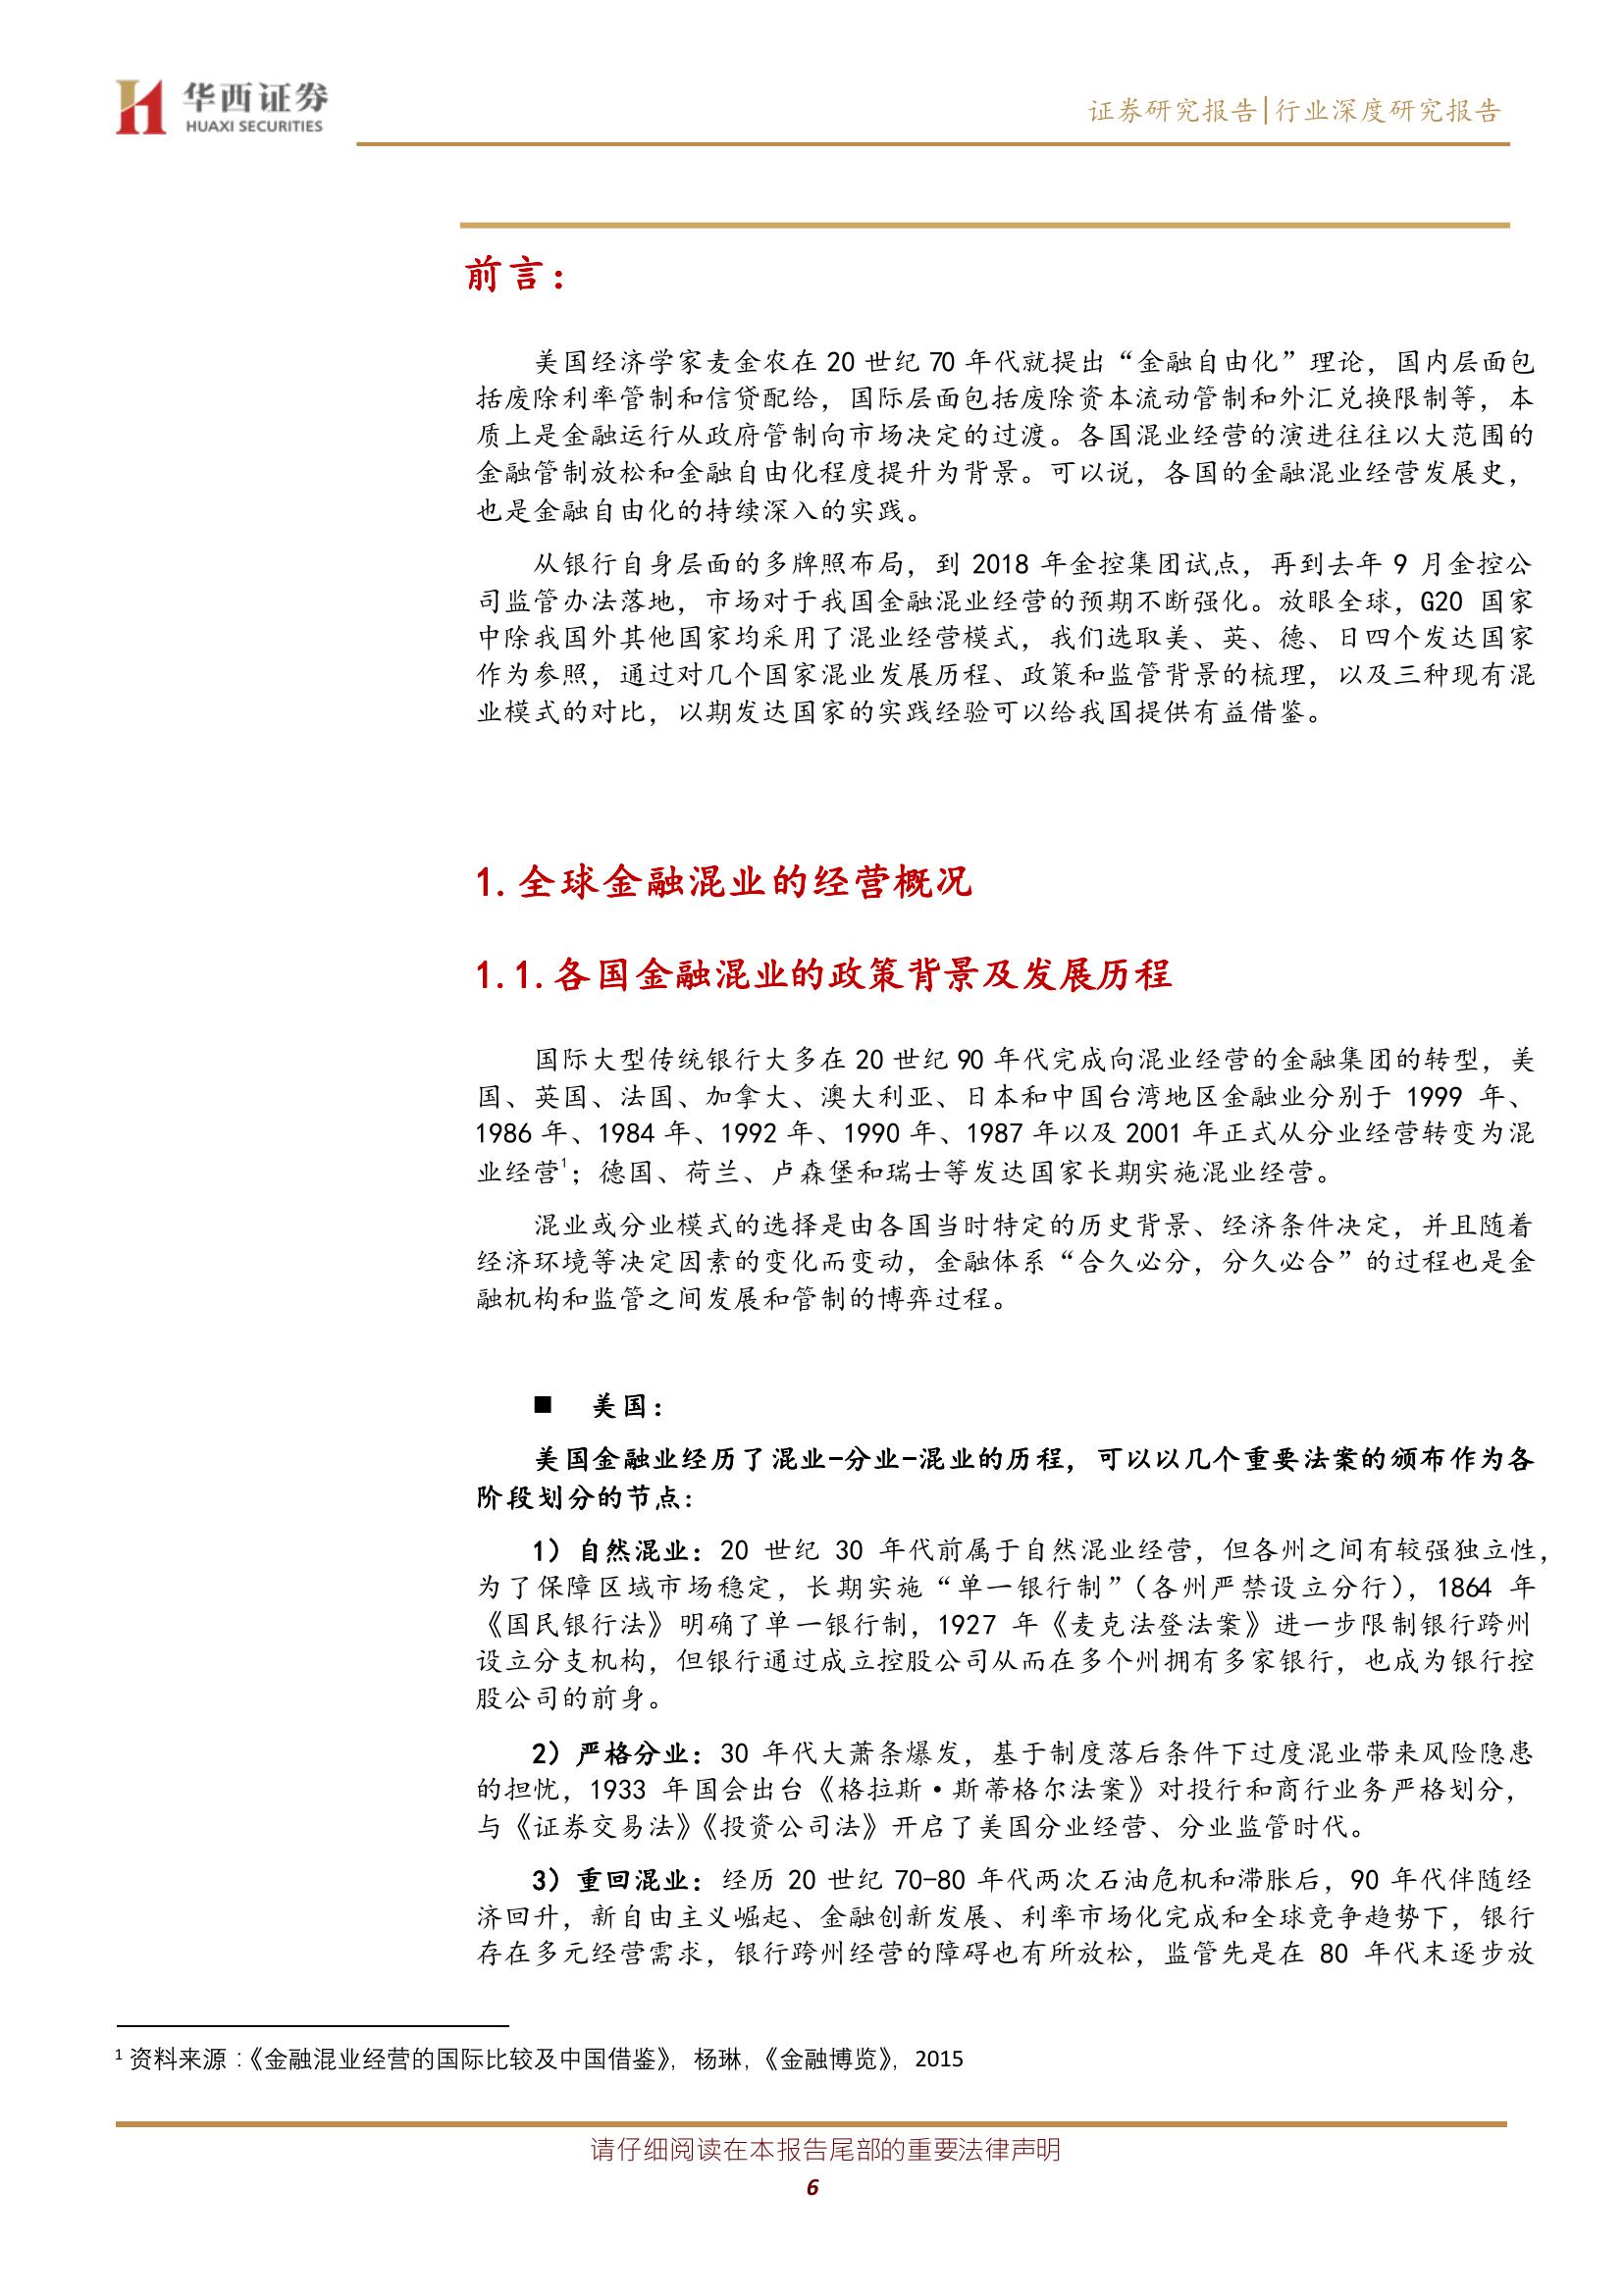 华西证券
HUAXI SECURITIES
证券研究报告|行业深度研究报告
前言：
美国经济学家麦金农在 20 世纪 70 年代就提出“金融自由化”理论，国内层面包
括废除利率管制和信贷配给，国际层面包括废除资本流动管制和外汇兑换限制等，本
质上是金融运行从政府管制向市场决定的过渡。各国混业经营的演进往往以大范围的
金融管制放松和金融自由化程度提升为背景。可以说，各国的金融混业经营发展史，
也是金融自由化的持续深入的实践。
从银行自身层面的多牌照布局，到 2018 年金控集团试点，再到去年 9 月金控公
司监管办法落地，市场对于我国金融混业经营的预期不断强化。放眼全球，G20 国家
中除我国外其他国家均采用了混业经营模式，我们选取美、英、德、日四个发达国家
作为参照，通过对几个国家混业发展历程、政策和监管背景的梳理，以及三种现有混
业模式的对比，以期发达国家的实践经验可以给我国提供有益借鉴。
1. 全球金融混业的经营概况
1.1. 各国金融混业的政策背景及发展历程
国际大型传统银行大多在 20 世纪 90 年代完成向混业经营的金融集团的转型，美
国、英国、法国、加拿大、澳大利亚、日本和中国台湾地区金融业分别于 1999 年、
1986 年、1984 年、1992 年、1990 年、1987 年以及 2001 年正式从分业经营转变为混
业经营1；德国、荷兰、卢森堡和瑞士等发达国家长期实施混业经营。
混业或分业模式的选择是由各国当时特定的历史背景、经济条件决定，并且随着
经济环境等决定因素的变化而变动，金融体系“合久必分，分久必合”的过程也是金
融机构和监管之间发展和管制的博弈过程。
■ 美国：
美国金融业经历了混业-分业-混业的历程，可以以几个重要法案的颁布作为各
阶段划分的节点：
1）自然混业：20 世纪 30 年代前属于自然混业经营，但各州之间有较强独立性，
为了保障区域市场稳定，长期实施“单一银行制”（各州严禁设立分行），1864 年
《国民银行法》明确了单一银行制，1927 年《麦克法登法案》进一步限制银行跨州
设立分支机构，但银行通过成立控股公司从而在多个州拥有多家银行，也成为银行控
股公司的前身。
2）严格分业：30 年代大萧条爆发，基于制度落后条件下过度混业带来风险隐患
的担忧，1933 年国会出台《格拉斯·斯蒂格尔法案》对投行和商行业务严格划分，
与《证券交易法》《投资公司法》开启了美国分业经营、分业监管时代。
3）重回混业：经历 20 世纪 70-80 年代两次石油危机和滞胀后，90 年代伴随经
济回升，新自由主义崛起、金融创新发展、利率市场化完成和全球竞争趋势下，银行
存在多元经营需求，银行跨州经营的障碍也有所放松，监管先是在 80 年代末逐步放
1 资料来源：《金融混业经营的国际比较及中国借鉴》，杨琳，《金融博览》，2015
请仔细阅读在本报告尾部的重要法律声明
6